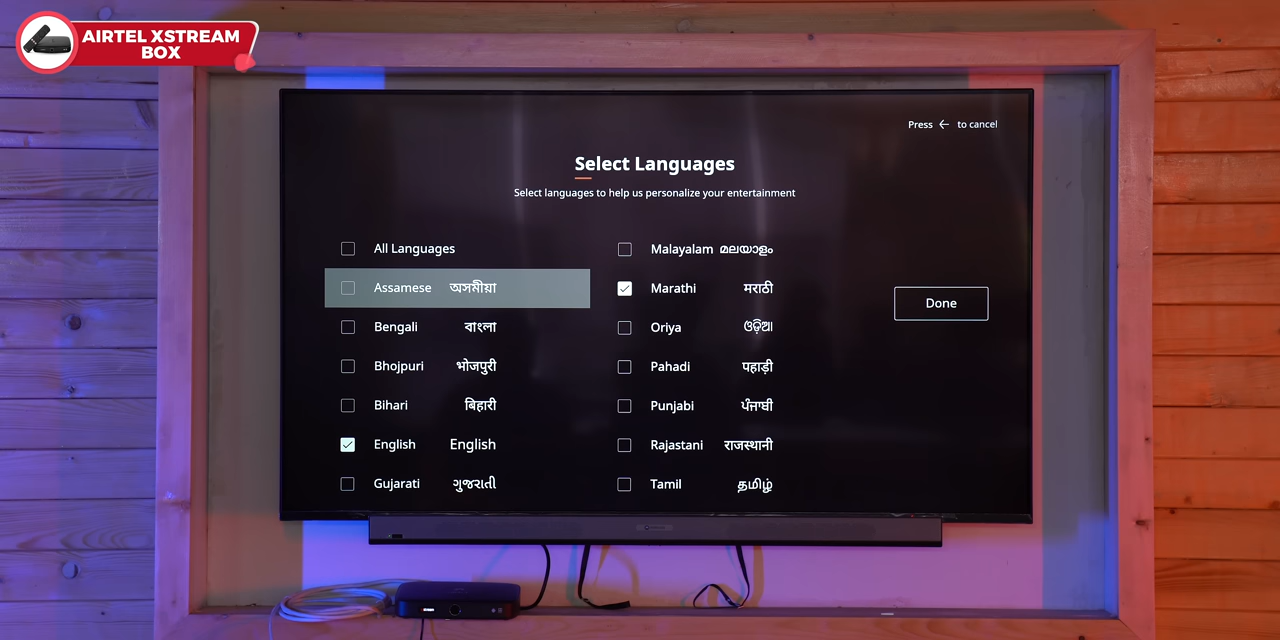 AIRTEL XSTREAM
BOX
Press ← to cancel
Select Languages
Select languages to help us personalize your entertainment
All Languages
Assamese অসমীয়া
Bengali বাংলা
Bhojpuri भोजपुरी
Bihari बिहारी
English English
Gujarati ગુજરાતી
Malayalam മലയാളം
Marathi मराठी
Oriya ଓଡ଼ିଆ
Pahadi पहाड़ी
Punjabi ਪੰਜਾਬੀ
Rajastani राजस्थानी
Tamil தமிழ்
Done